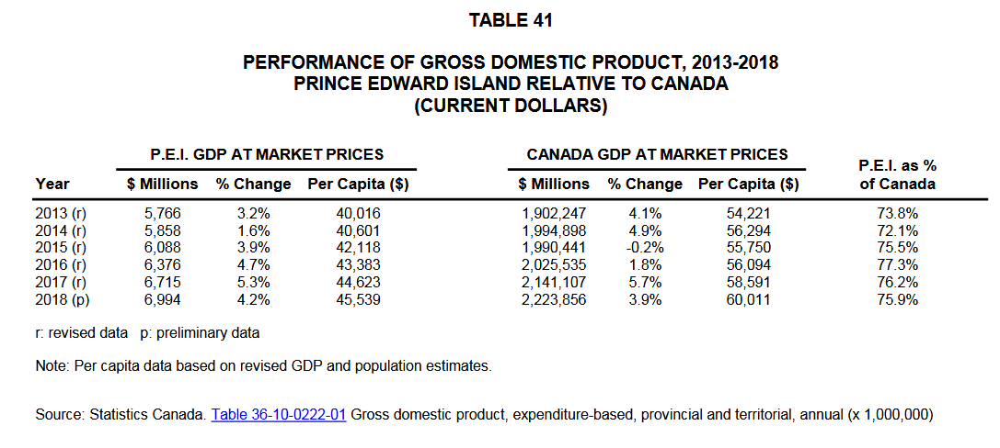 TABLE 41
PERFORMANCE OF GROSS DOMESTIC PRODUCT, 2013-2018
PRINCE EDWARD ISLAND RELATIVE TO CANADA
(CURRENT DOLLARS)
P.E.I. GDP AT MARKET PRICES CANADA GDP AT MARKET PRICES P.E.I. as %
Year $ Millions % Change Per Capita ($) $ Millions % Change Per Capita ($) of Canada
2013 (r) 5,766 3.2% 40,016 1,902,247 4.1% 54,221 73.8%
2014 (r) 5,858 1.6% 40,601 1,994,898 4.9% 56,294 72.1%
2015 (r) 6,088 3.9% 42,118 1,990,441 -0.2% 55,750 75.5%
2016 (r) 6,376 4.7% 43,383 2,025,535 1.8% 56,094 77.3%
2017 (r) 6,715 5.3% 44,623 2,141,107 5.7% 58,591 76.2%
2018 (p) 6,994 4.2% 45,539 2,223,856 3.9% 60,011 75.9%
r: revised data p: preliminary data
Note: Per capita data based on revised GDP and population estimates.
Source: Statistics Canada. Table 36-10-0222-01 Gross domestic product, expenditure-based, provincial and territorial, annual (x 1,000,000)